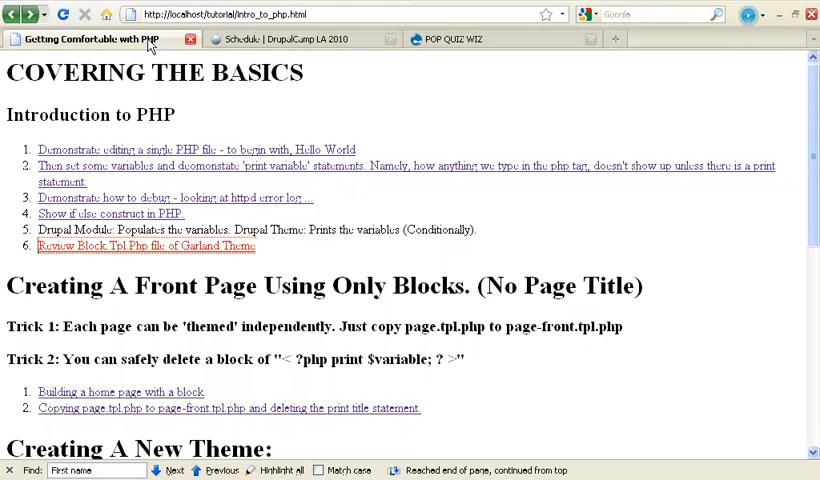 http://localhost/tutorial/intro_to_php.html
Google
Getting Comfortable with PHP
Schedule | DrupalCamp LA 2010
POP QUIZ WIZ
COVERING THE BASICS
Introduction to PHP
1. Demonstrate editing a single PHP file - to begin with, Hello World
2. Then set some variables and deomonstate 'print variable' statements. Namely, how anything we type in the php tag, doesn't show up unless there is a print
statement.
3. Demonstrate how to debug - looking at httpd error log ...
4. Show if else construct in PHP.
5. Drupal Module: Populates the variables. Drupal Theme: Prints the variables (Conditionally).
6. Review Block.Tpl.Php file of Garland Theme
Creating A Front Page Using Only Blocks. (No Page Title)
Trick 1: Each page can be 'themed' independently. Just copy page.tpl.php to page-front.tpl.php
Trick 2: You can safely delete a block of "< ?php print $variable; ? >"
1. Building a home page with a block
2. Copying page.tpl.php to page-front.tpl.php and deleting the print title statement.
Creating A New Theme:
Find: First name Next Previous Highlight all Match case Reached end of page, continued from top